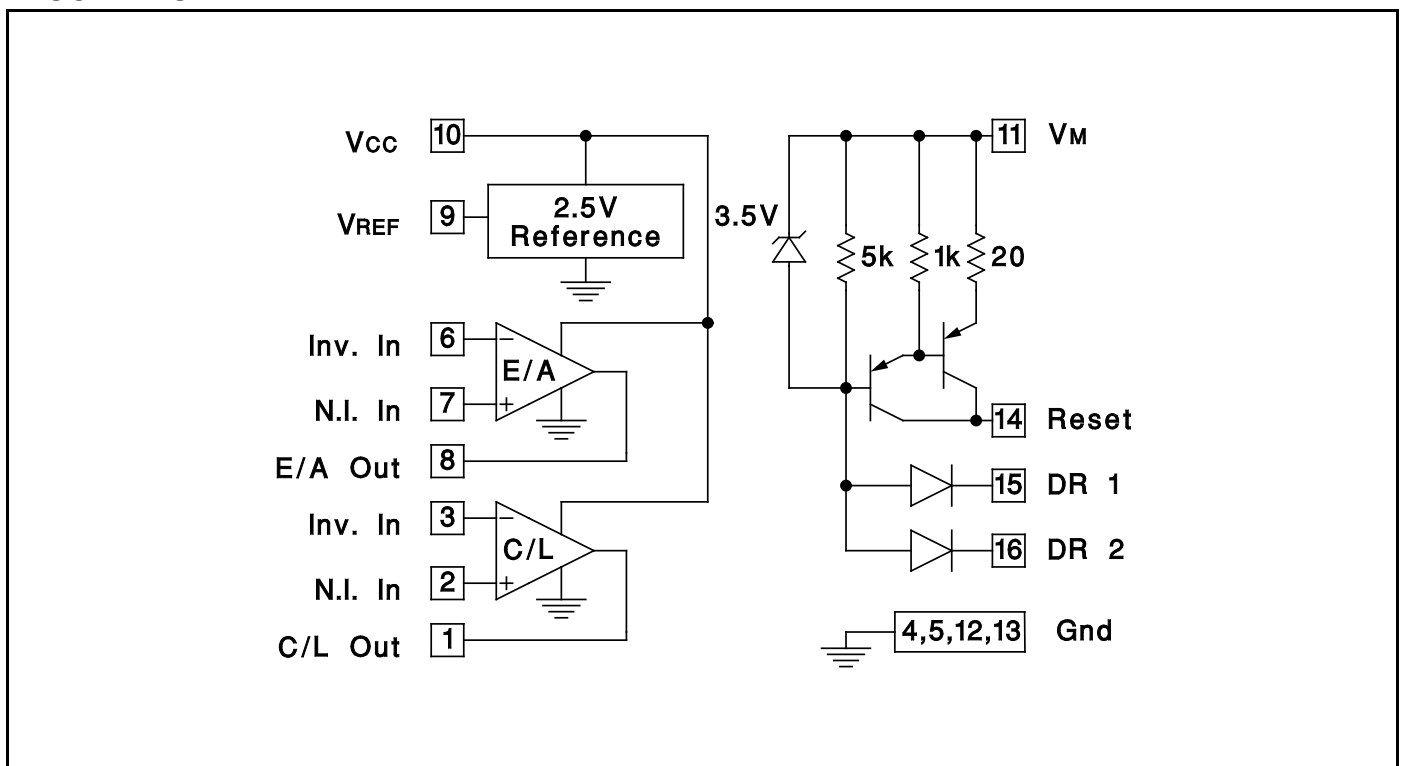 VCC 10
VREF 9
2.5V
Reference
Inv. In 6
−
E/A
N.I. In 7
+
E/A Out 8
Inv. In 3
−
C/L
N.I. In 2
+
C/L Out 1
11 VM
3.5V
5k
1k
20
14 Reset
15 DR 1
16 DR 2
4,5,12,13 Gnd